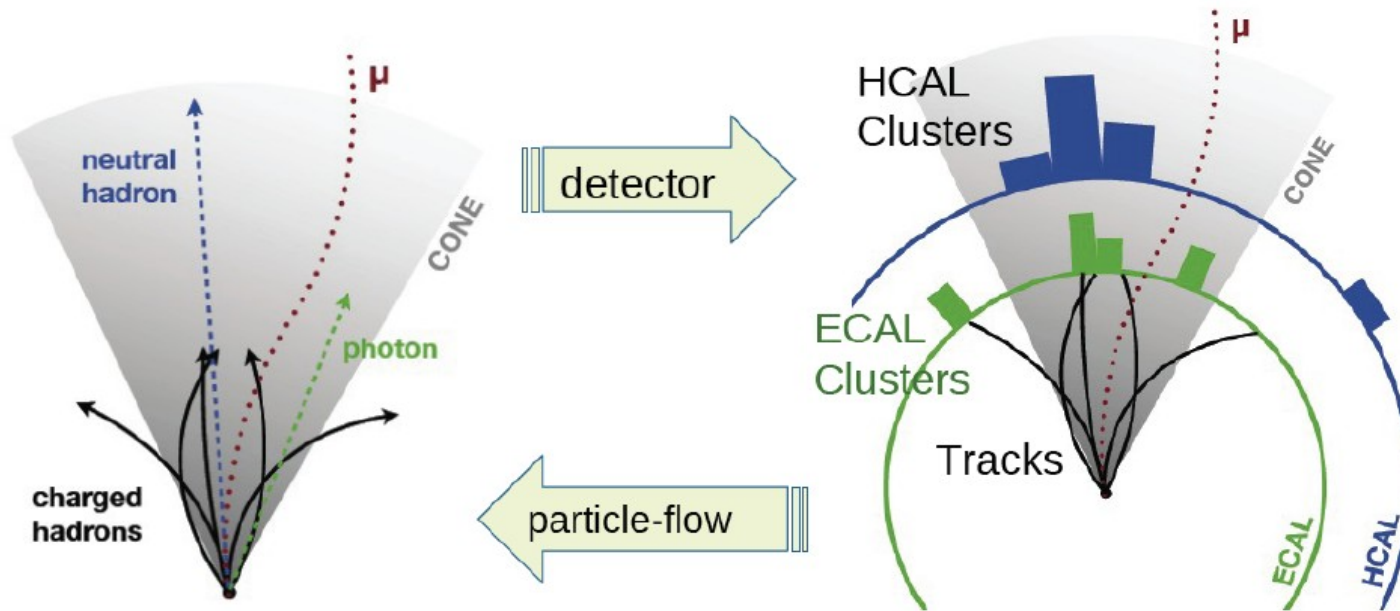 μ
neutral
hadron
CONE
photon
charged
hadrons
detector
particle-flow
μ
HCAL
Clusters
CONE
ECAL
Clusters
Tracks
ECAL
HCAL